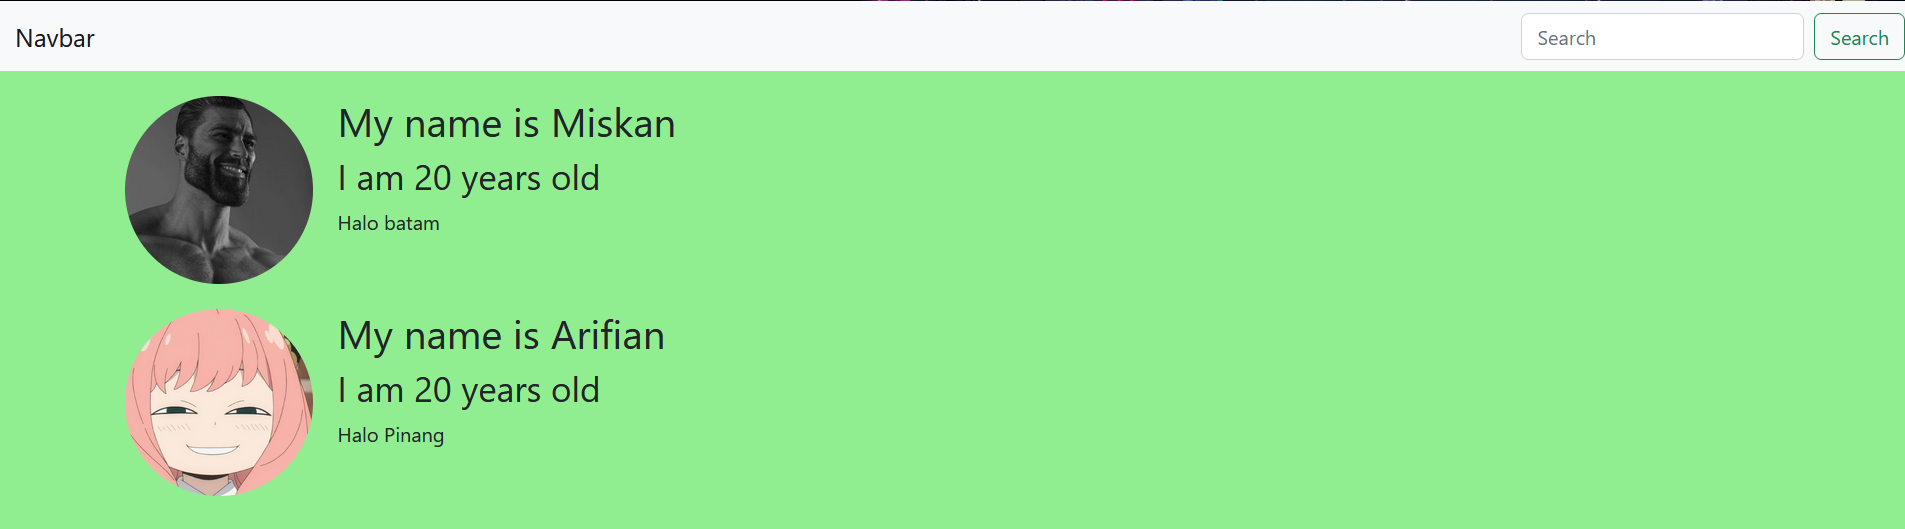 Navbar
Search
Search
My name is Miskan
I am 20 years old
Halo batam
My name is Arifian
I am 20 years old
Halo Pinang